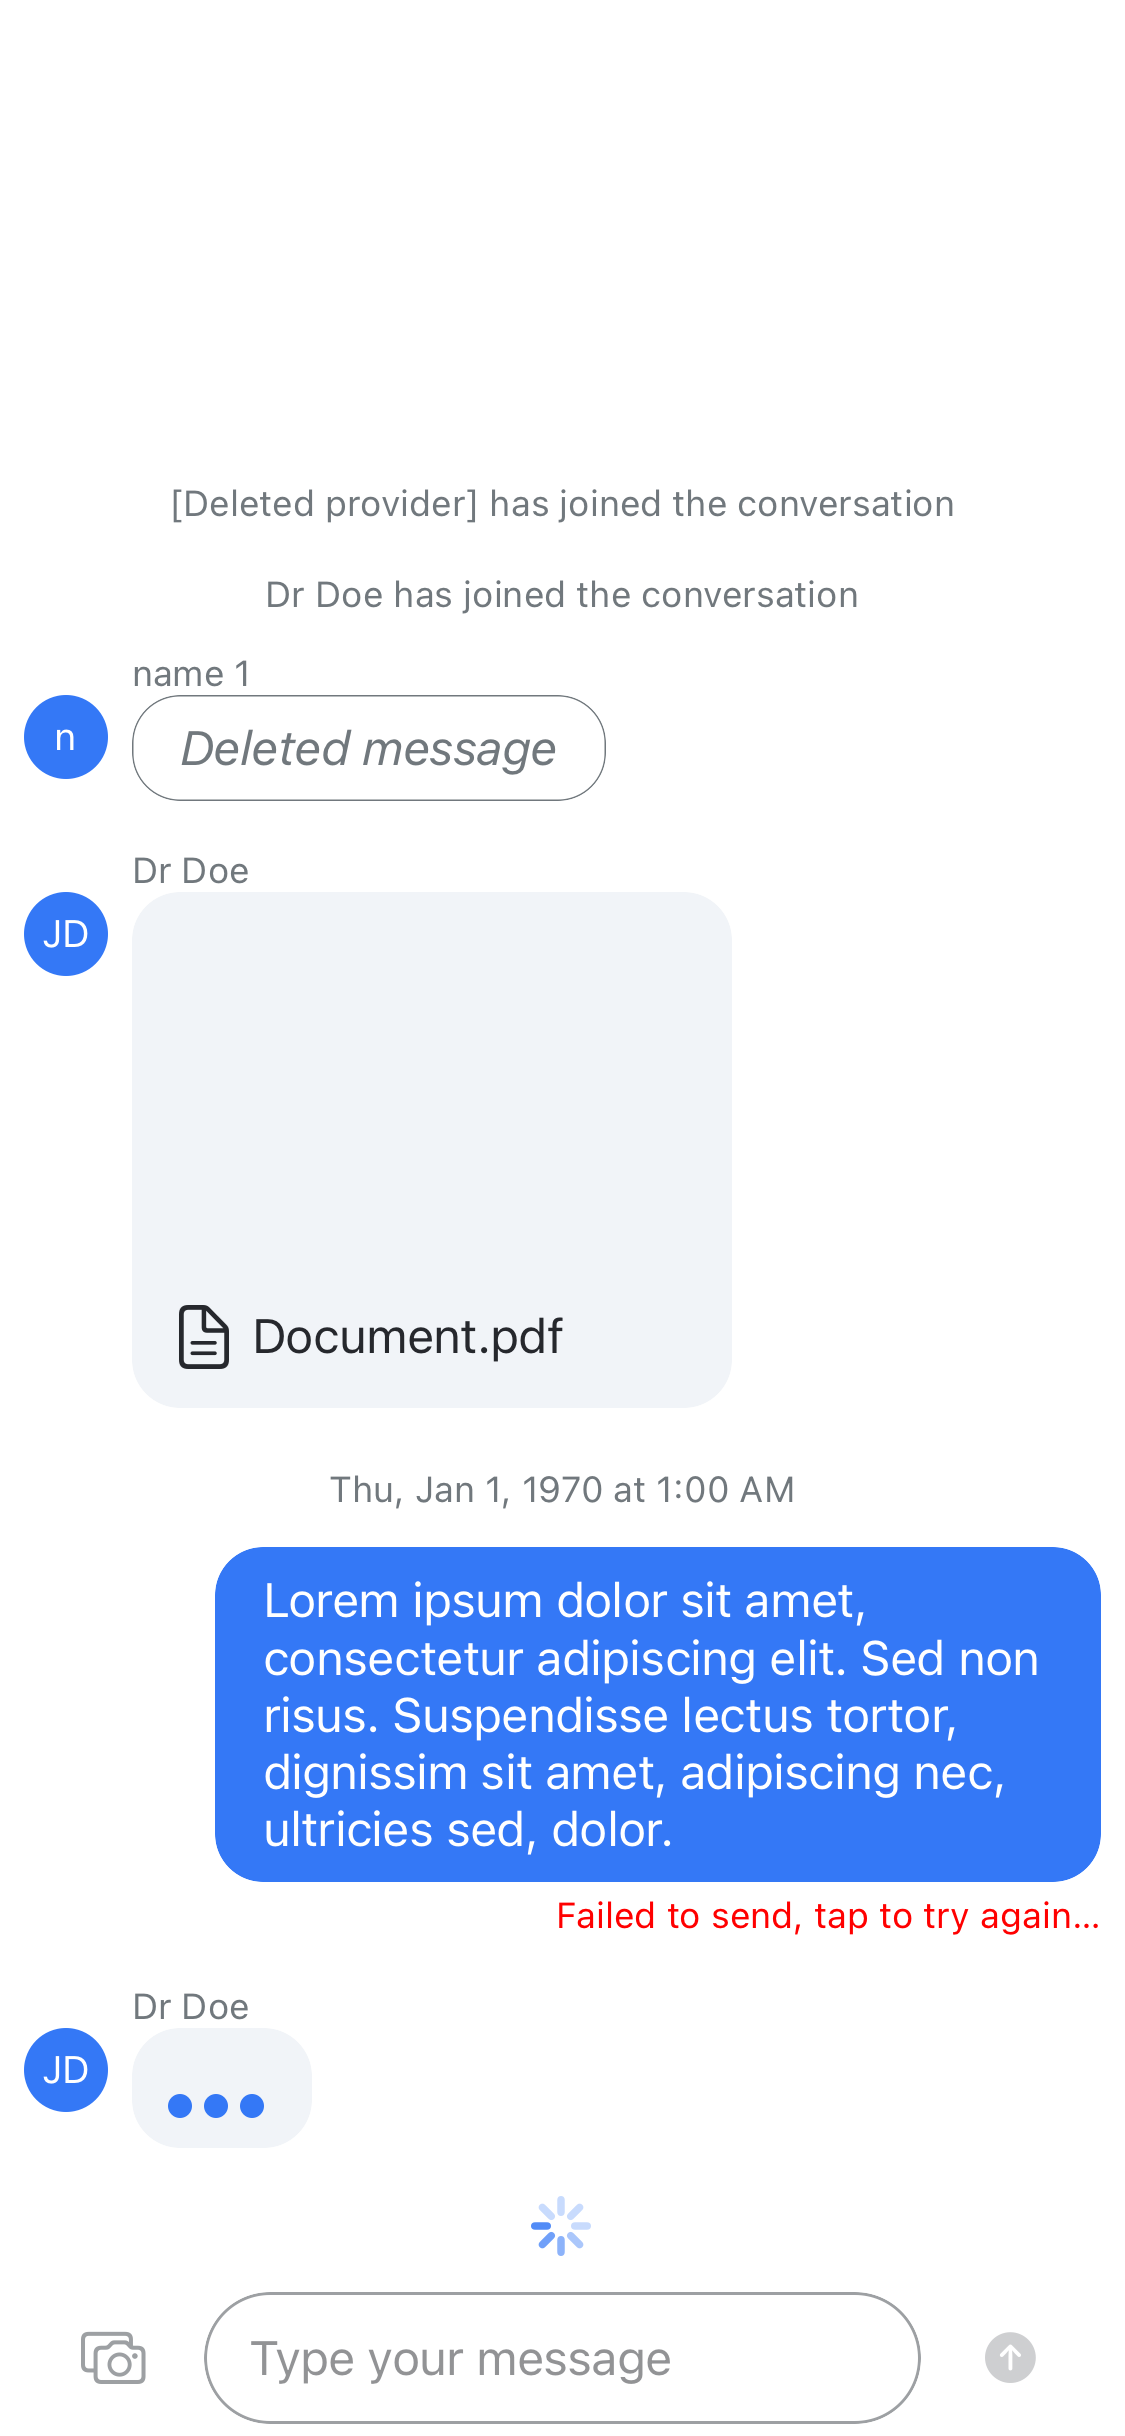 [Deleted provider] has joined the conversation
Dr Doe has joined the conversation
name 1
n
Deleted message
Dr Doe
JD
Document.pdf
Thu, Jan 1, 1970 at 1:00 AM
Lorem ipsum dolor sit amet,
consectetur adipiscing elit. Sed non
risus. Suspendisse lectus tortor,
dignissim sit amet, adipiscing nec,
ultricies sed, dolor.
Failed to send, tap to try again...
Dr Doe
JD
Type your message